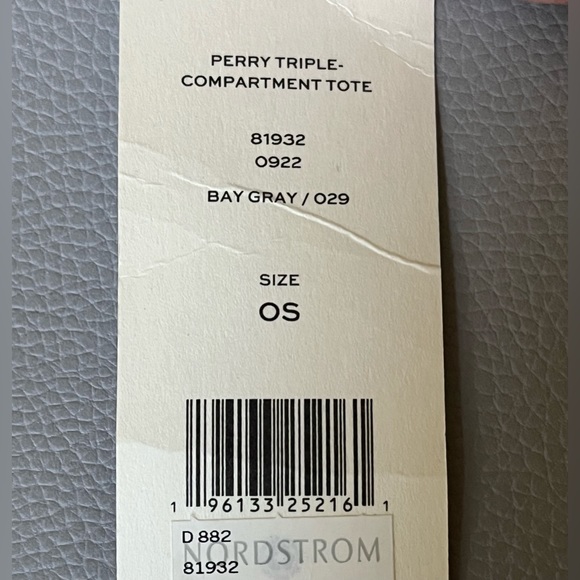 PERRY TRIPLE-
COMPARTMENT TOTE
81932
0922
BAY GRAY / 029
SIZE
OS
1 96133 25216 1
D 882
NORDSTROM
81932